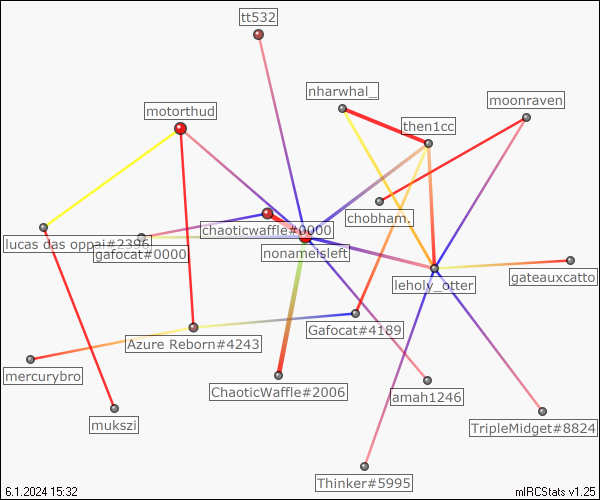 tt532
nharwhal_
moonraven
motorthud
then1cc
chobham.
chaoticwaffle#0000
lucas das oppai#2396
gafocat#0000
nonameisleft
gateauxcatto
leholy_otter
Gafocat#4189
Azure Reborn#4243
mercurybro
ChaoticWaffle#2006
amah1246
mukszi
TripleMidget#8824
Thinker#5995
6.1.2024 15:32
mIRCStats v1.25